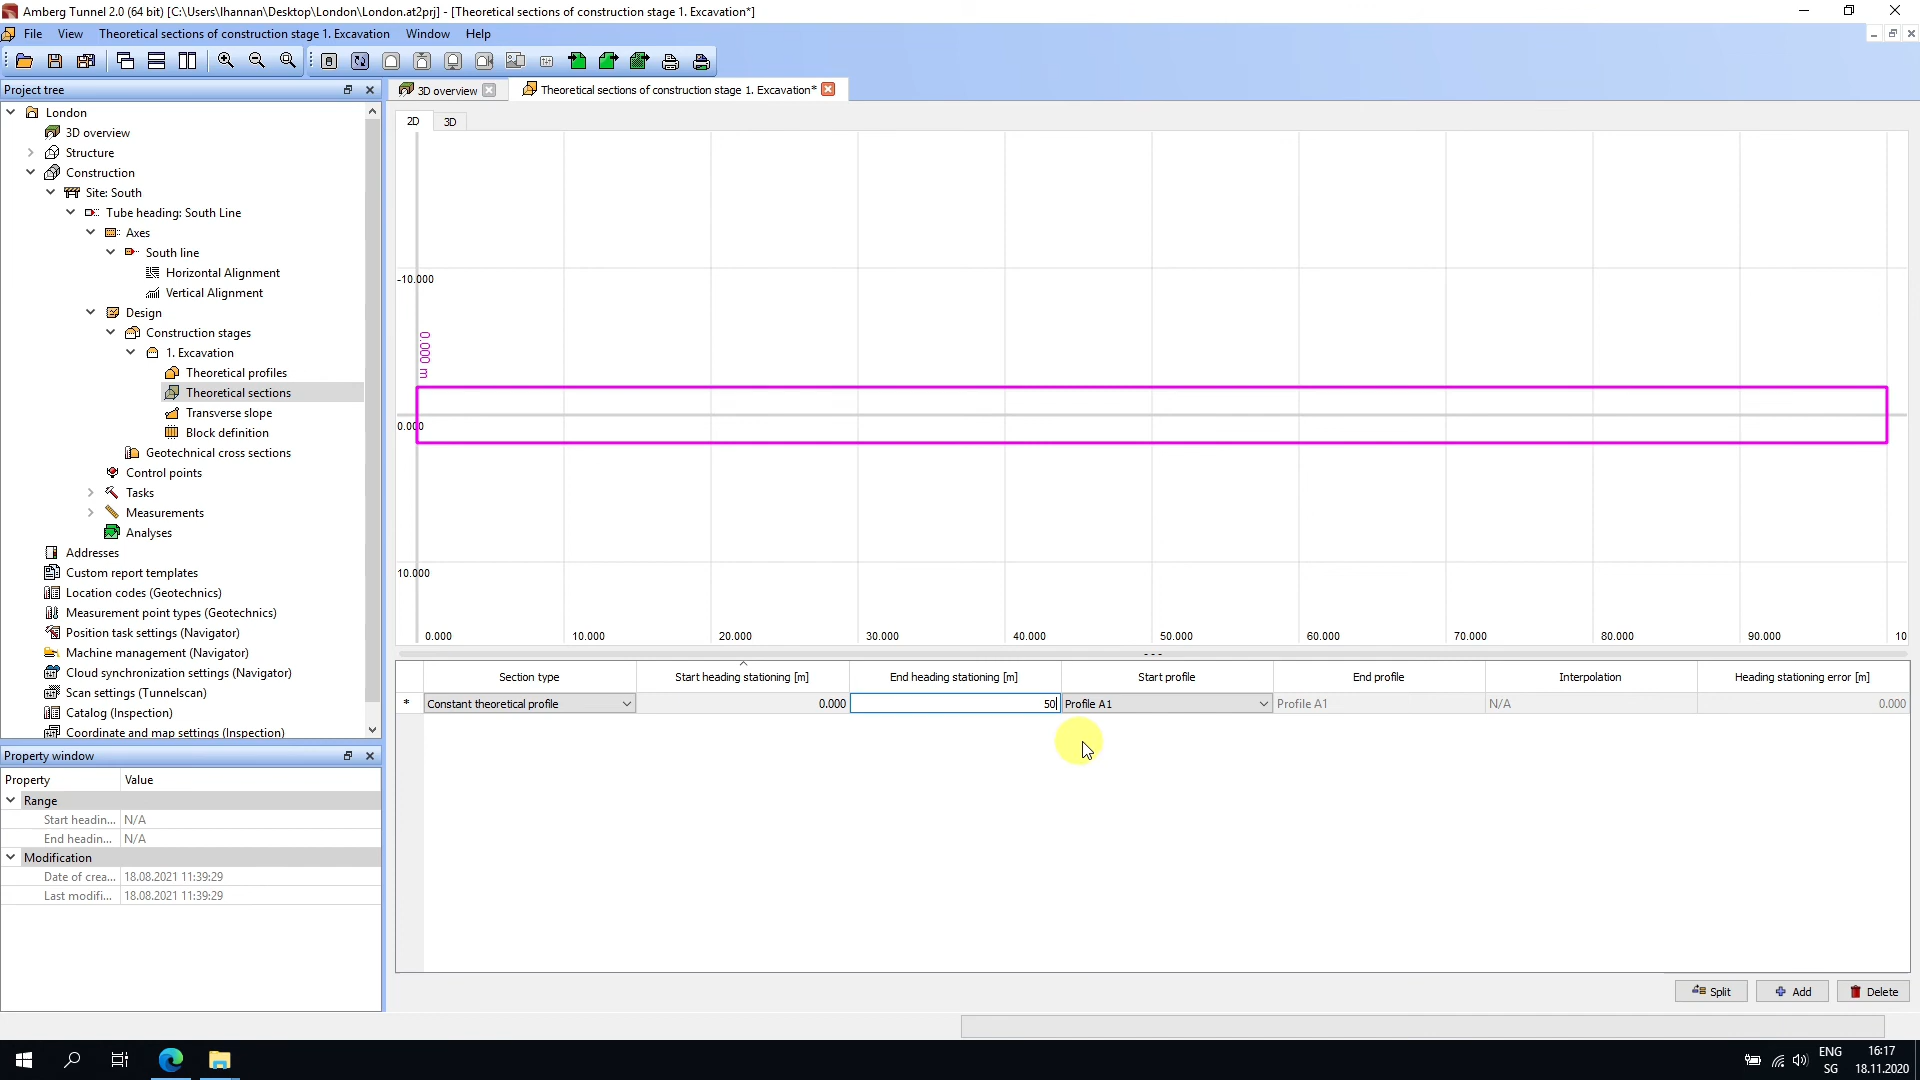 Amberg Tunnel 2.0 (64 bit) [C:\Users\lhannan\Desktop\London\London.at2prj] - [Theoretical sections of construction stage 1. Excavation*]
File View Theoretical sections of construction stage 1. Excavation Window Help
Project tree
3D overview
Theoretical sections of construction stage 1. Excavation*
London
3D overview
Structure
Construction
Site: South
Tube heading: South Line
Axes
South line
Horizontal Alignment
Vertical Alignment
Design
Construction stages
1. Excavation
Theoretical profiles
Theoretical sections
Transverse slope
Block definition
Geotechnical cross sections
Control points
Tasks
Measurements
Analyses
Addresses
Custom report templates
Location codes (Geotechnics)
Measurement point types (Geotechnics)
Position task settings (Navigator)
Machine management (Navigator)
Cloud synchronization settings (Navigator)
Scan settings (Tunnelscan)
Catalog (Inspection)
Coordinate and map settings (Inspection)
2D 3D
-10.000
0.000 m
0.000
10.000
0.000 10.000 20.000 30.000 40.000 50.000 60.000 70.000 80.000 90.000 10
Section type Start heading stationing [m] End heading stationing [m] Start profile End profile Interpolation Heading stationing error [m]
* Constant theoretical profile 0.000 50 Profile A1 Profile A1 N/A 0.000
Property window
Property Value
Range
Start headin... N/A
End headin... N/A
Modification
Date of crea... 18.08.2021 11:39:29
Last modifi... 18.08.2021 11:39:29
Split Add Delete
ENG
SG
16:17
18.11.2020